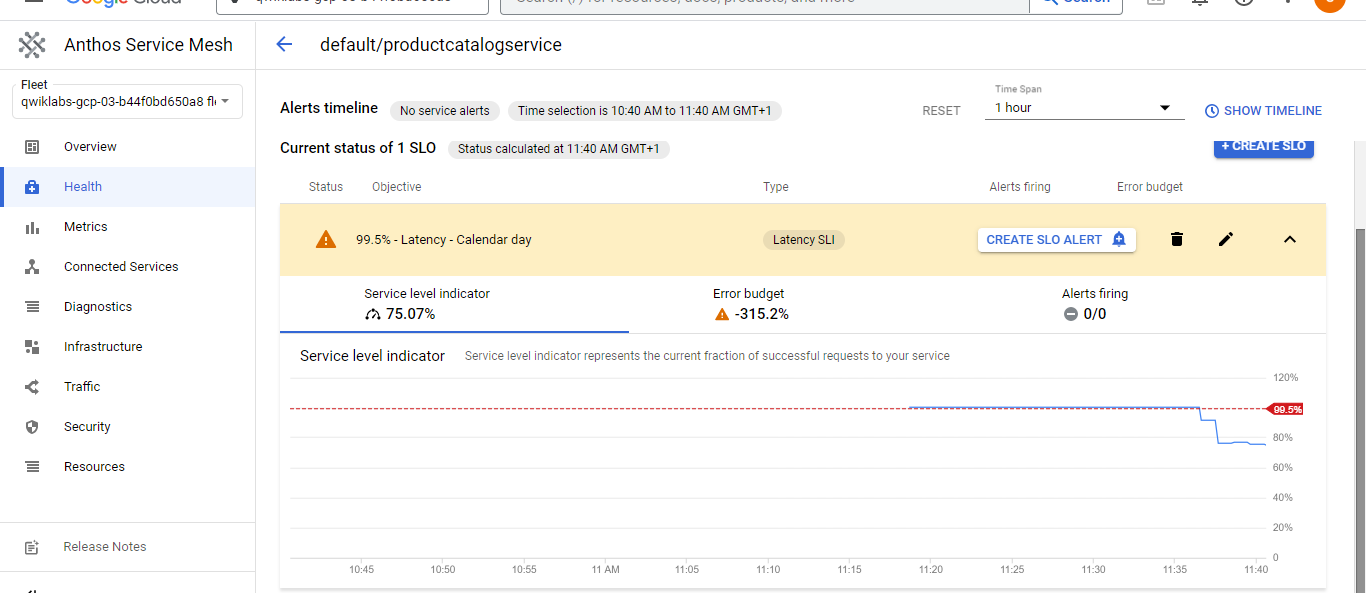 Google Cloud
Search (/) for resources, docs, products, and more
Search
Anthos Service Mesh
default/productcatalogservice
Fleet
qwiklabs-gcp-03-b44f0bd650a8
Overview
Health
Metrics
Connected Services
Diagnostics
Infrastructure
Traffic
Security
Resources
Release Notes
Alerts timeline
No service alerts
Time selection is 10:40 AM to 11:40 AM GMT+1
RESET
Time Span
1 hour
SHOW TIMELINE
Current status of 1 SLO
Status calculated at 11:40 AM GMT+1
+ CREATE SLO
Status Objective Type Alerts firing Error budget
99.5% - Latency - Calendar day
Latency SLI
CREATE SLO ALERT
Service level indicator
75.07%
Error budget
-315.2%
Alerts firing
0/0
Service level indicator
Service level indicator represents the current fraction of successful requests to your service
120%
99.5%
80%
60%
40%
20%
0
10:45 10:50 10:55 11 AM 11:05 11:10 11:15 11:20 11:25 11:30 11:35 11:40